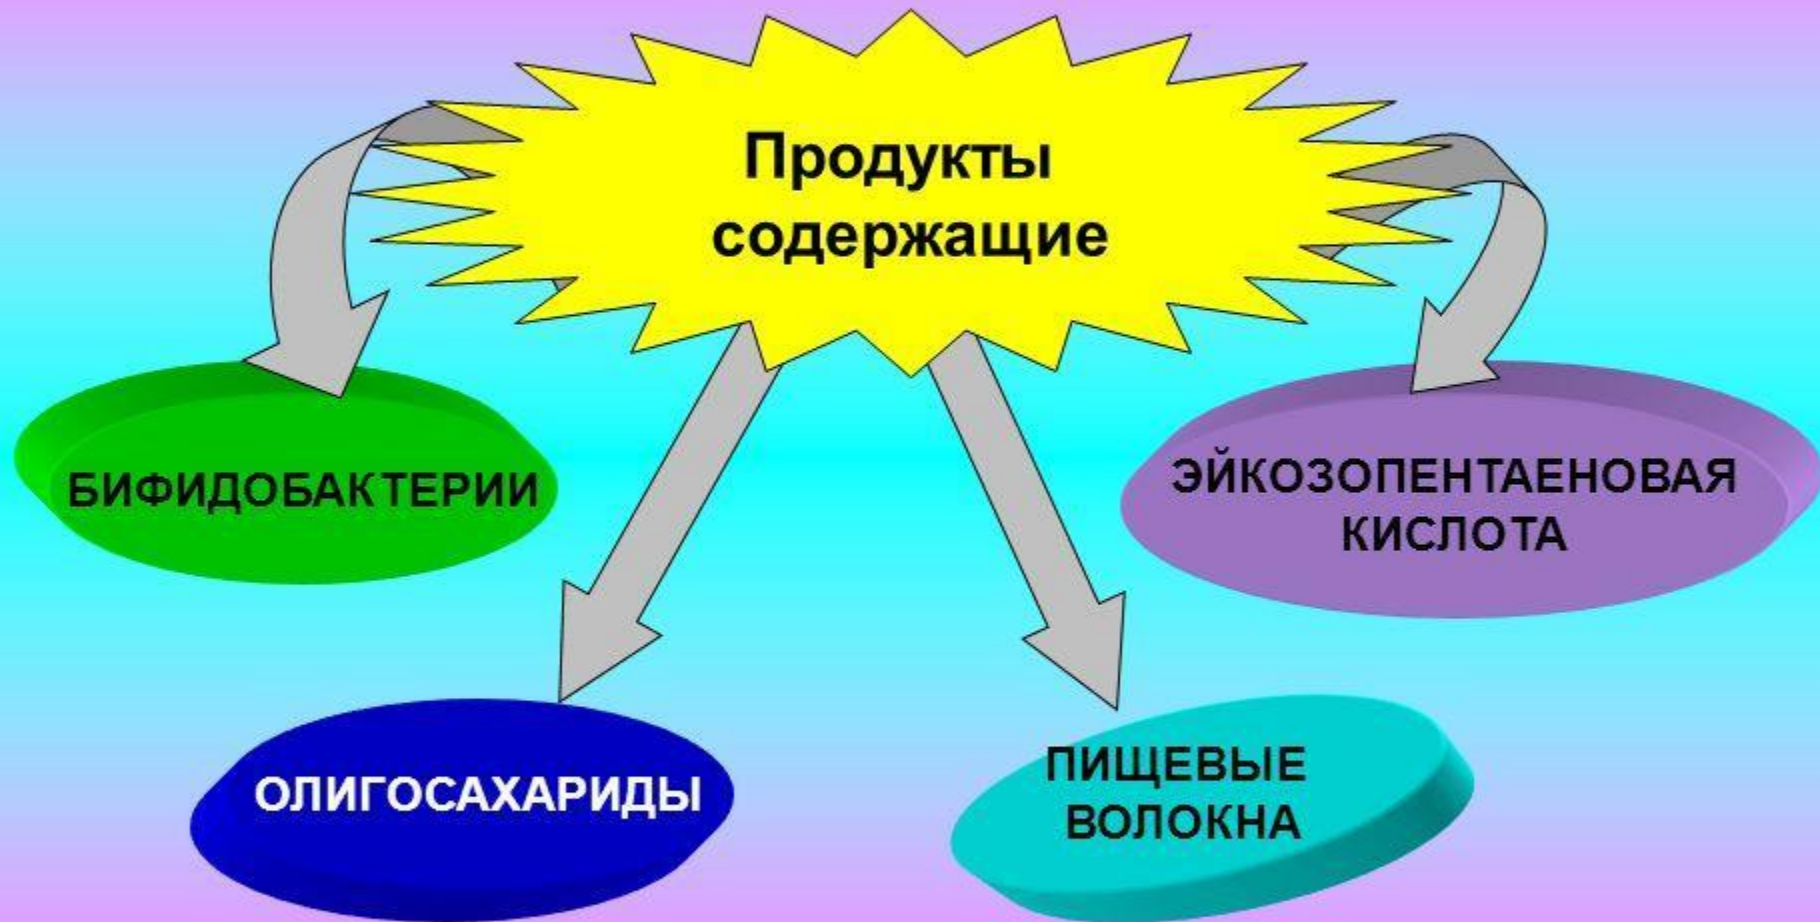 Продукты
содержащие
БИФИДОБАКТЕРИИ
ЭЙКОЗОПЕНТАЕНОВАЯ
КИСЛОТА
ОЛИГОСАХАРИДЫ
ПИЩЕВЫЕ
ВОЛОКНА